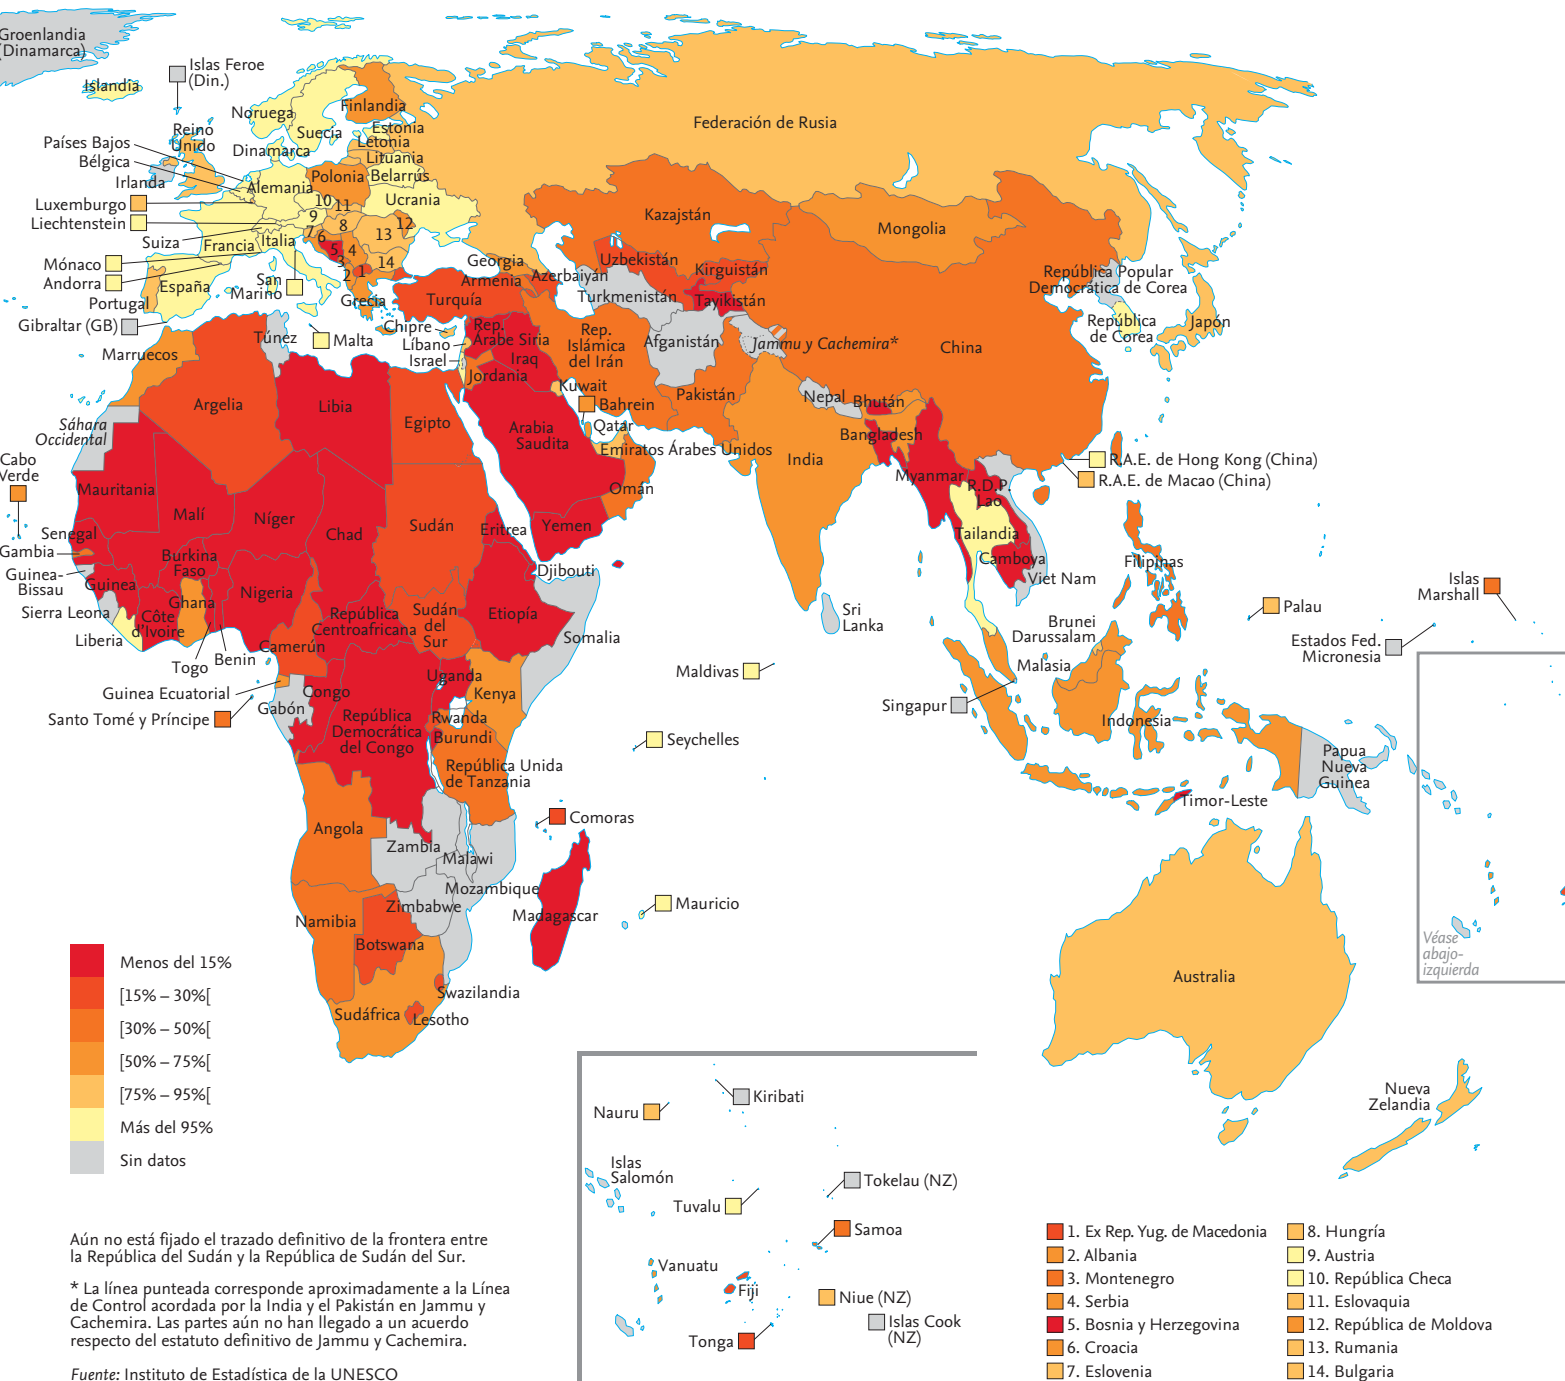 Groenlandia
(Dinamarca)
Islandia
Islas Feroe
(Din.)
Noruega
Suecia
Finlandia
Federación de Rusia
Reino
Unido
Estonia
Letonia
Lituania
Belarrús
Países Bajos
Bélgica
Irlanda
Dinamarca
Polonia
Alemania
Ucrania
Luxemburgo
Liechtenstein
Suiza
Francia
Italia
10
11
9
8
12
7
6
13
5
4
3
14
2
1
Mónaco
Andorra
Portugal
España
San
Marino
Gibraltar (GB)
Grecia
Malta
Georgia
Armenia
Azerbaiyán
Turquía
Chipre
Líbano
Israel
Rep.
Árabe Siria
Iraq
Jordania
Kazajstán
Mongolia
Uzbekistán
Kirguistán
Turkmenistán
Tayikistán
Rep.
Islámica
del Irán
Afganistán
Jammu y Cachemira*
China
República Popular
Democrática de Corea
República
de Corea
Japón
Marruecos
Túnez
Argelia
Libia
Egipto
Sáhara
Occidental
Cabo
Verde
Kuwait
Bahrein
Qatar
Emiratos Árabes Unidos
Arabia
Saudita
Omán
Yemen
Pakistán
Nepal
Bhután
Bangladesh
India
Myanmar
R.D.P.
Lao
Tailandia
Camboya
Viet Nam
R.A.E. de Hong Kong (China)
R.A.E. de Macao (China)
Filipinas
Mauritania
Malí
Níger
Chad
Sudán
Eritrea
Djibouti
Senegal
Gambia
Guinea-
Bissau
Guinea
Sierra Leona
Liberia
Burkina
Faso
Côte
d'Ivoire
Ghana
Togo
Benin
Nigeria
Camerún
República
Centroafricana
Sudán
del
Sur
Etiopía
Somalia
Guinea Ecuatorial
Santo Tomé y Príncipe
Gabón
Congo
República
Democrática
del Congo
Uganda
Kenya
Rwanda
Burundi
República Unida
de Tanzania
Maldivas
Seychelles
Comoras
Mauricio
Madagascar
Angola
Zambia
Malawi
Mozambique
Zimbabwe
Namibia
Botswana
Swazilandia
Sudáfrica
Lesotho
Sri
Lanka
Brunei
Darussalam
Malasia
Singapur
Indonesia
Palau
Islas
Marshall
Estados Fed.
Micronesia
Papua
Nueva
Guinea
Timor-Leste
Australia
Nueva
Zelandia
Véase
abajo-
izquierda
Menos del 15%
[15% – 30%[
[30% – 50%[
[50% – 75%[
[75% – 95%[
Más del 95%
Sin datos
Aún no está fijado el trazado definitivo de la frontera entre
la República del Sudán y la República de Sudán del Sur.
* La línea punteada corresponde aproximadamente a la Línea
de Control acordada por la India y el Pakistán en Jammu y
Cachemira. Las partes aún no han llegado a un acuerdo
respecto del estatuto definitivo de Jammu y Cachemira.
Fuente: Instituto de Estadística de la UNESCO
Nauru
Kiribati
Islas
Salomón
Tuvalu
Tokelau (NZ)
Samoa
Vanuatu
Fiji
Niue (NZ)
Islas Cook
(NZ)
Tonga
1. Ex Rep. Yug. de Macedonia
2. Albania
3. Montenegro
4. Serbia
5. Bosnia y Herzegovina
6. Croacia
7. Eslovenia
8. Hungría
9. Austria
10. República Checa
11. Eslovaquia
12. República de Moldova
13. Rumania
14. Bulgaria